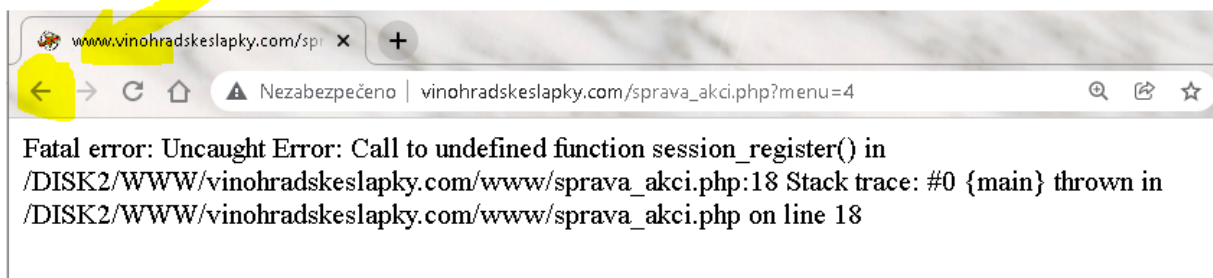 www.vinohradskeslapky.com/spr
Nezabezpečeno | vinohradskeslapky.com/sprava_akci.php?menu=4
Fatal error: Uncaught Error: Call to undefined function session_register() in
/DISK2/WWW/vinohradskeslapky.com/www/sprava_akci.php:18 Stack trace: #0 {main} thrown in
/DISK2/WWW/vinohradskeslapky.com/www/sprava_akci.php on line 18